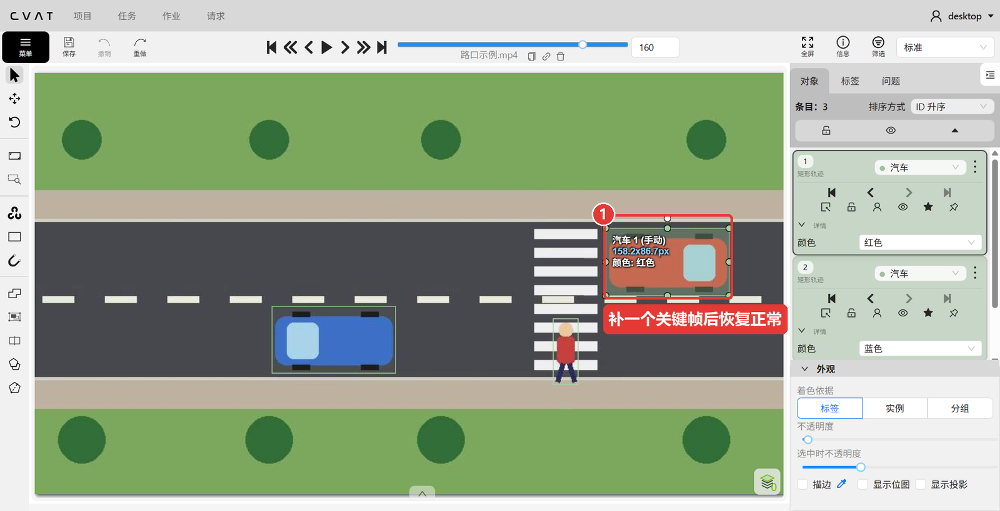 CVAT
项目
任务
作业
请求
desktop
菜单
保存
撤销
重做
路口示例.mp4
160
全屏
信息
筛选
标准
对象
标签
问题
条目：3
排序方式
ID 升序
1
矩形轨迹
汽车
详情
颜色
红色
2
矩形轨迹
汽车
详情
颜色
蓝色
外观
着色依据
标签
实例
分组
不透明度
选中时不透明度
描边
显示位图
显示投影
1
汽车 1 (手动)
158.2x86.7px
颜色: 红色
补一个关键帧后恢复正常
0